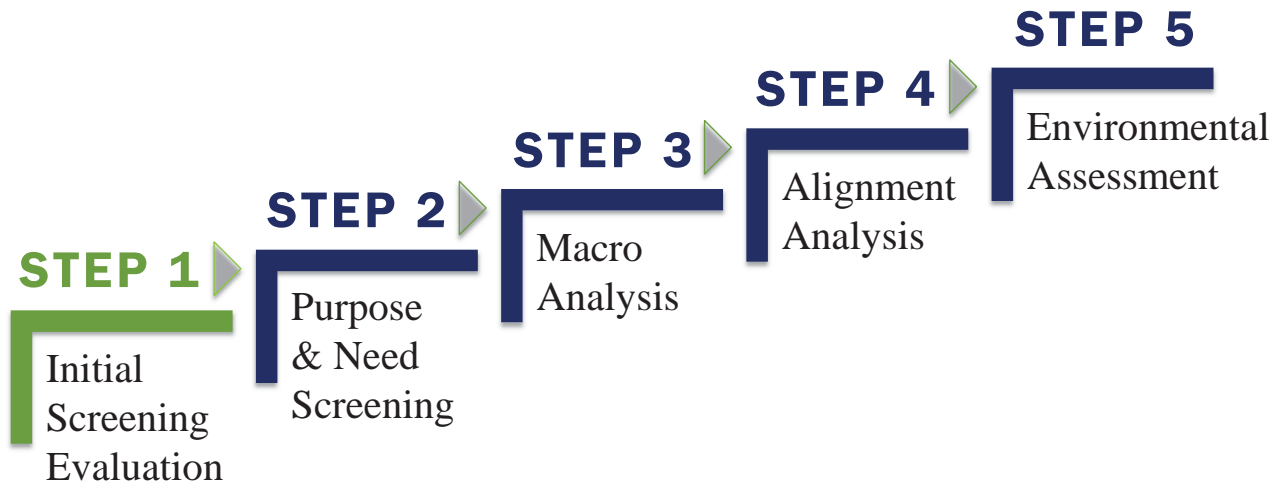 STEP 1
Initial
Screening
Evaluation
STEP 2
Purpose
& Need
Screening
STEP 3
Macro
Analysis
STEP 4
Alignment
Analysis
STEP 5
Environmental
Assessment